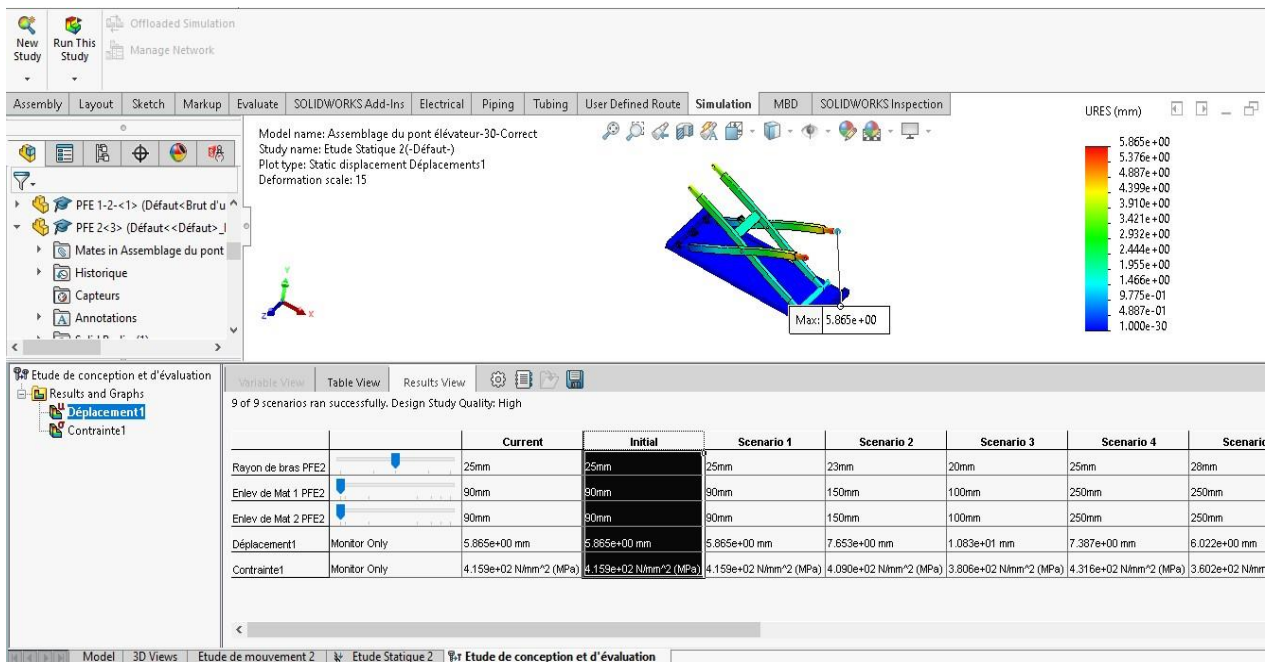 New Study
Run This Study
Offloaded Simulation
Manage Network
Assembly Layout Sketch Markup Evaluate SOLIDWORKS Add-Ins Electrical Piping Tubing User Defined Route Simulation MBD SOLIDWORKS Inspection
Model name: Assemblage du pont élévateur-30-Correct
Study name: Etude Statique 2(-Défaut-)
Plot type: Static displacement Déplacements1
Deformation scale: 15
PFE 1-2-<1> (Défaut<Brut d'u
PFE 2<3> (Défaut<<Défaut>_
Mates in Assemblage du pont
Historique
Capteurs
Annotations
Y
Z X
Max: 5.865e+00
URES (mm)
5.865e+00
5.376e+00
4.887e+00
4.399e+00
3.910e+00
3.421e+00
2.932e+00
2.444e+00
1.955e+00
1.466e+00
9.775e-01
4.887e-01
1.000e-30
Etude de conception et d'évaluation
Results and Graphs
Déplacement1
Contrainte1
Variable View Table View Results View
9 of 9 scenarios ran successfully. Design Study Quality: High
Current Initial Scenario 1 Scenario 2 Scenario 3 Scenario 4 Scenario
Rayon de bras PFE2 25mm 25mm 25mm 23mm 20mm 25mm 28mm
Enlev de Mat 1 PFE2 90mm 90mm 90mm 150mm 100mm 250mm 250mm
Enlev de Mat 2 PFE2 90mm 90mm 90mm 150mm 100mm 250mm 250mm
Déplacement1 Monitor Only 5.865e+00 mm 5.865e+00 mm 5.865e+00 mm 7.653e+00 mm 1.083e+01 mm 7.387e+00 mm 6.022e+00 mm
Contrainte1 Monitor Only 4.159e+02 N/mm^2 (MPa) 4.159e+02 N/mm^2 (MPa) 4.159e+02 N/mm^2 (MPa) 4.090e+02 N/mm^2 (MPa) 3.806e+02 N/mm^2 (MPa) 4.316e+02 N/mm^2 (MPa) 3.602e+02 N/mm
Model 3D Views Etude de mouvement 2 Etude Statique 2 Etude de conception et d'évaluation